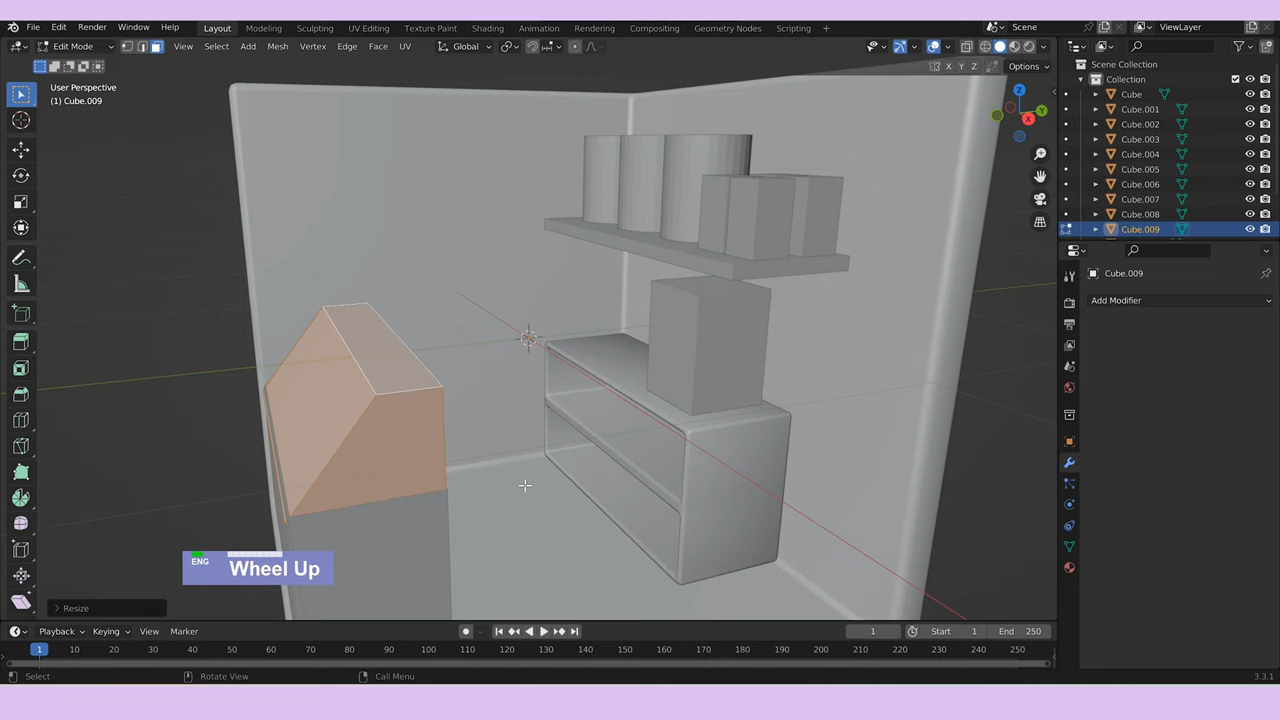 File Edit Render Window Help Layout Modeling Sculpting UV Editing Texture Paint Shading Animation Rendering Compositing Geometry Nodes Scripting + Scene ViewLayer
Edit Mode View Select Add Mesh Vertex Edge Face UV Global
X Y Z Options
User Perspective
(1) Cube.009
Z
Y
X
Scene Collection
Collection
Cube
Cube.001
Cube.002
Cube.003
Cube.004
Cube.005
Cube.006
Cube.007
Cube.008
Cube.009
Cube.009
Add Modifier
ENG
Wheel Up
Resize
Playback Keying View Marker 1 Start 1 End 250
1 10 20 30 40 50 60 70 80 90 100 110 120 130 140 150 160 170 180 190 200 210 220 230 240 250
Select Rotate View Call Menu 3.3.1